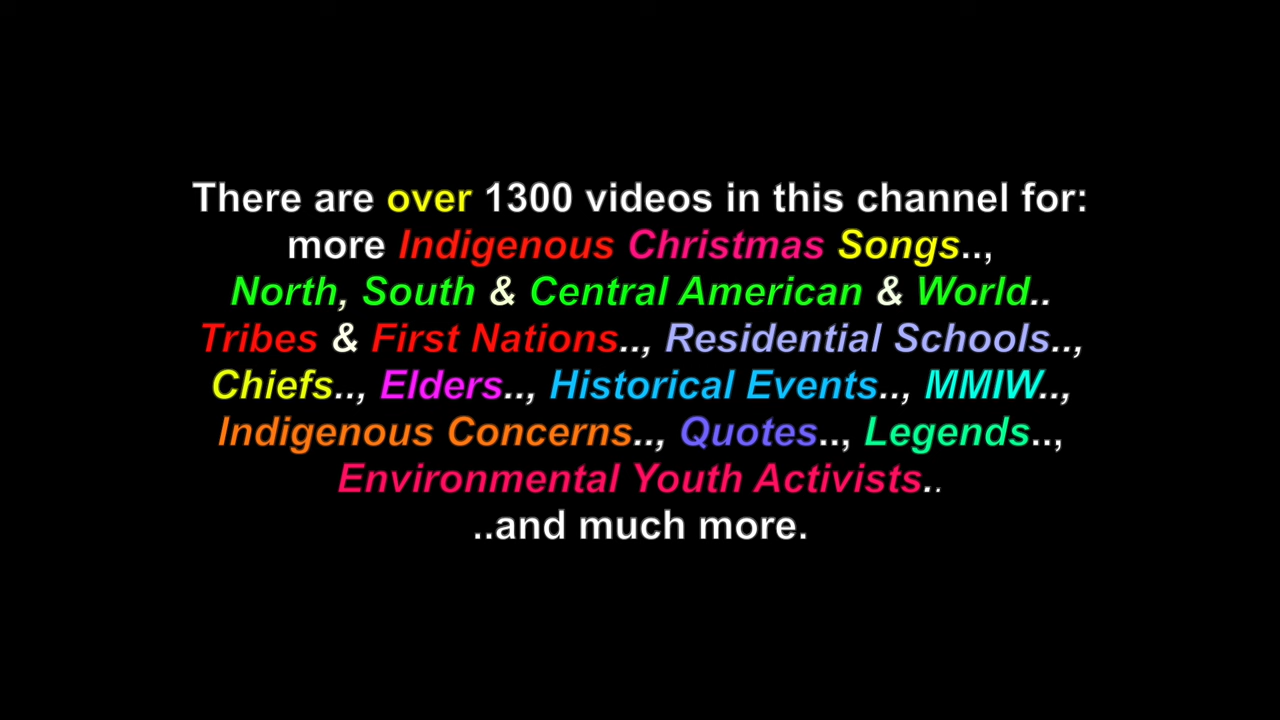 There are over 1300 videos in this channel for:
more Indigenous Christmas Songs..,
North, South & Central American & World..
Tribes & First Nations.., Residential Schools..,
Chiefs.., Elders.., Historical Events.., MMIW..,
Indigenous Concerns.., Quotes.., Legends..,
Environmental Youth Activists..
..and much more.